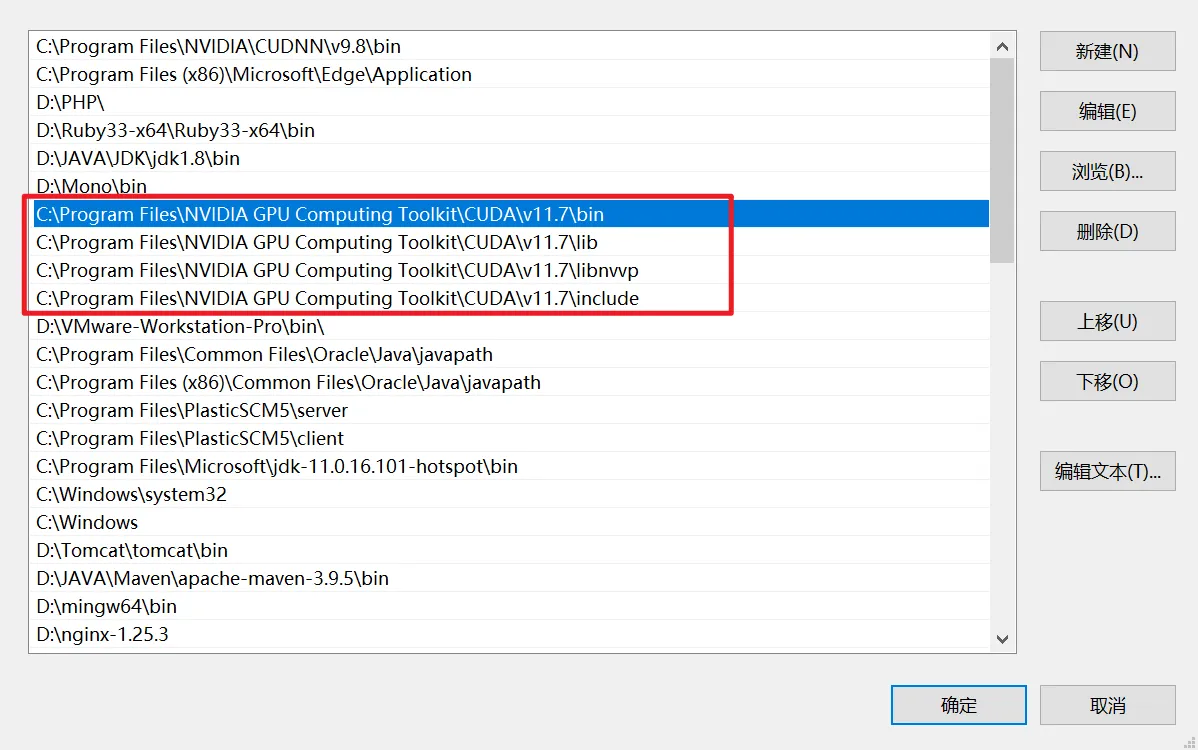 C:\Program Files\NVIDIA\CUDNN\v9.8\bin
C:\Program Files (x86)\Microsoft\Edge\Application
D:\PHP\
D:\Ruby33-x64\Ruby33-x64\bin
D:\JAVA\JDK\jdk1.8\bin
D:\Mono\bin
C:\Program Files\NVIDIA GPU Computing Toolkit\CUDA\v11.7\bin
C:\Program Files\NVIDIA GPU Computing Toolkit\CUDA\v11.7\lib
C:\Program Files\NVIDIA GPU Computing Toolkit\CUDA\v11.7\libnvvp
C:\Program Files\NVIDIA GPU Computing Toolkit\CUDA\v11.7\include
D:\VMware-Workstation-Pro\bin\
C:\Program Files\Common Files\Oracle\Java\javapath
C:\Program Files (x86)\Common Files\Oracle\Java\javapath
C:\Program Files\PlasticSCM5\server
C:\Program Files\PlasticSCM5\client
C:\Program Files\Microsoft\jdk-11.0.16.101-hotspot\bin
C:\Windows\system32
C:\Windows
D:\Tomcat\tomcat\bin
D:\JAVA\Maven\apache-maven-3.9.5\bin
D:\mingw64\bin
D:\nginx-1.25.3
新建(N)
编辑(E)
浏览(B)...
删除(D)
上移(U)
下移(O)
编辑文本(T)...
确定
取消